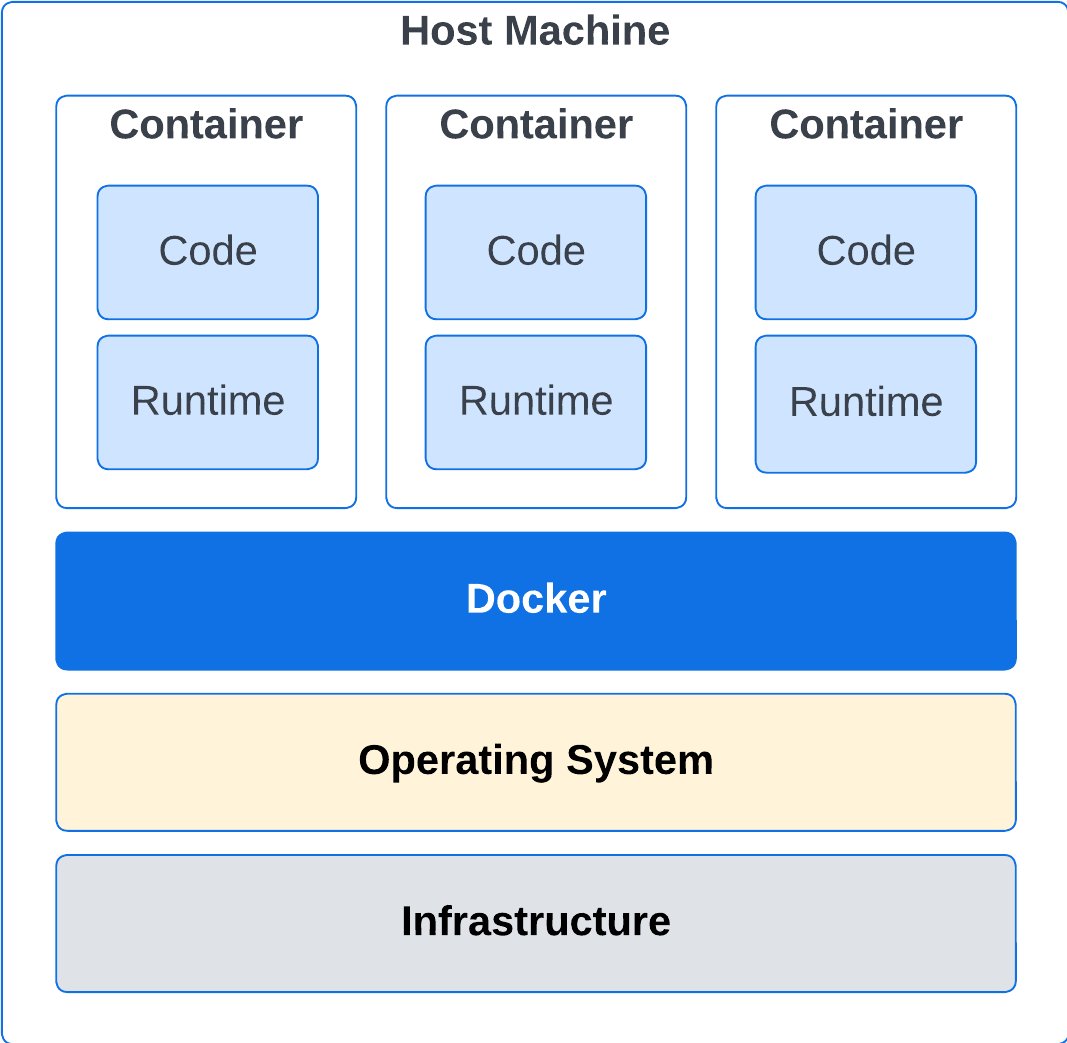 Host Machine
Container Container Container
Code Code Code
Runtime Runtime Runtime
Docker
Operating System
Infrastructure